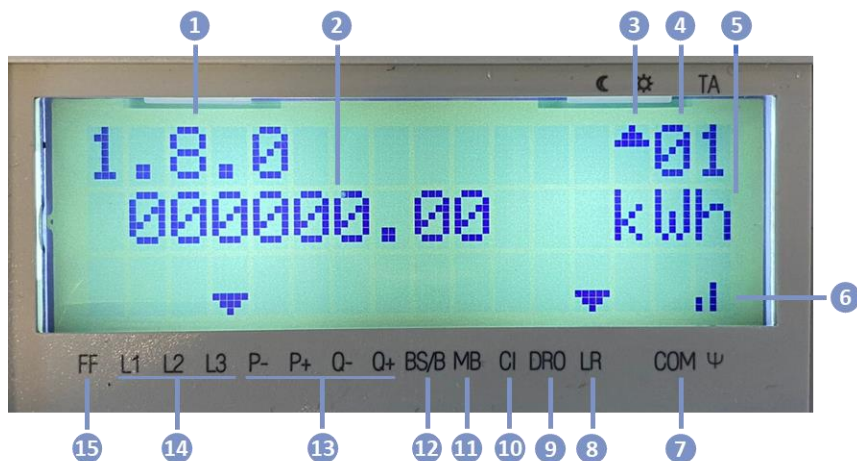 1 2 3 4 5
TA
1.8.0 01
000000.00 kWh
6
FF L1 L2 L3 P- P+ Q- Q+ BS/B MB CI DRO LR COM Ψ
15 14 13 12 11 10 9 8 7